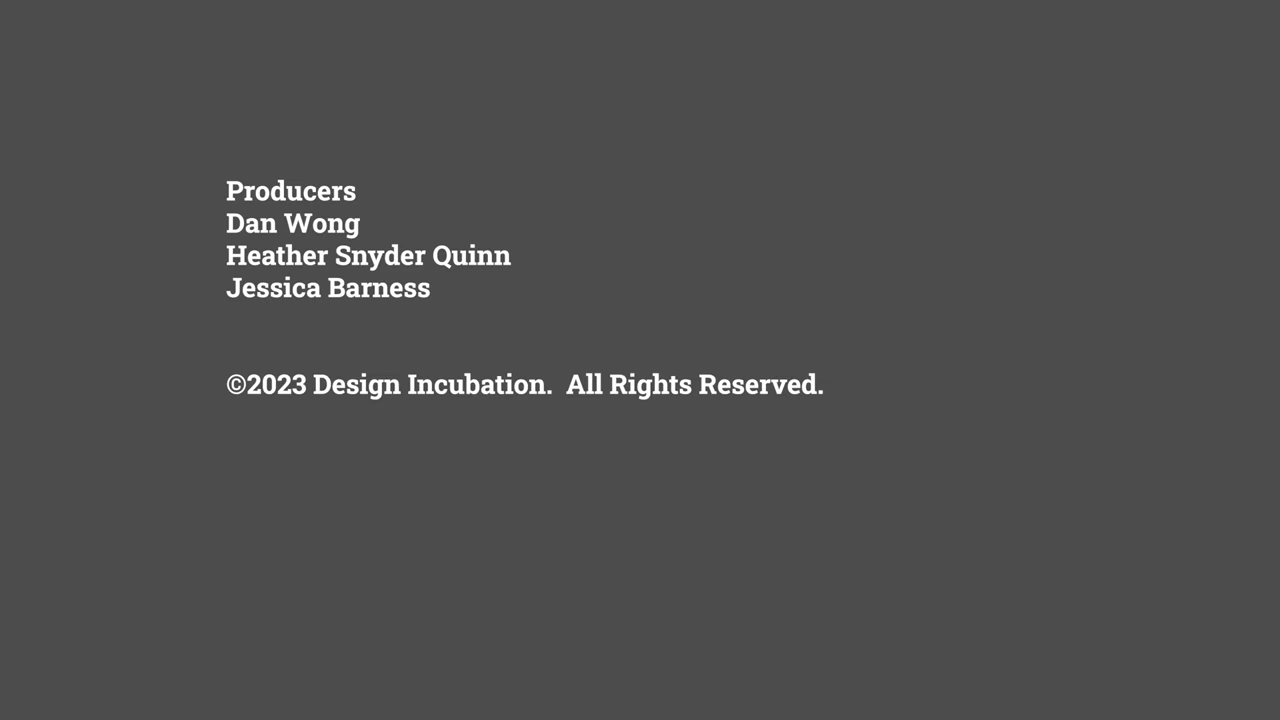 Producers
Dan Wong
Heather Snyder Quinn
Jessica Barness
©2023 Design Incubation.  All Rights Reserved.